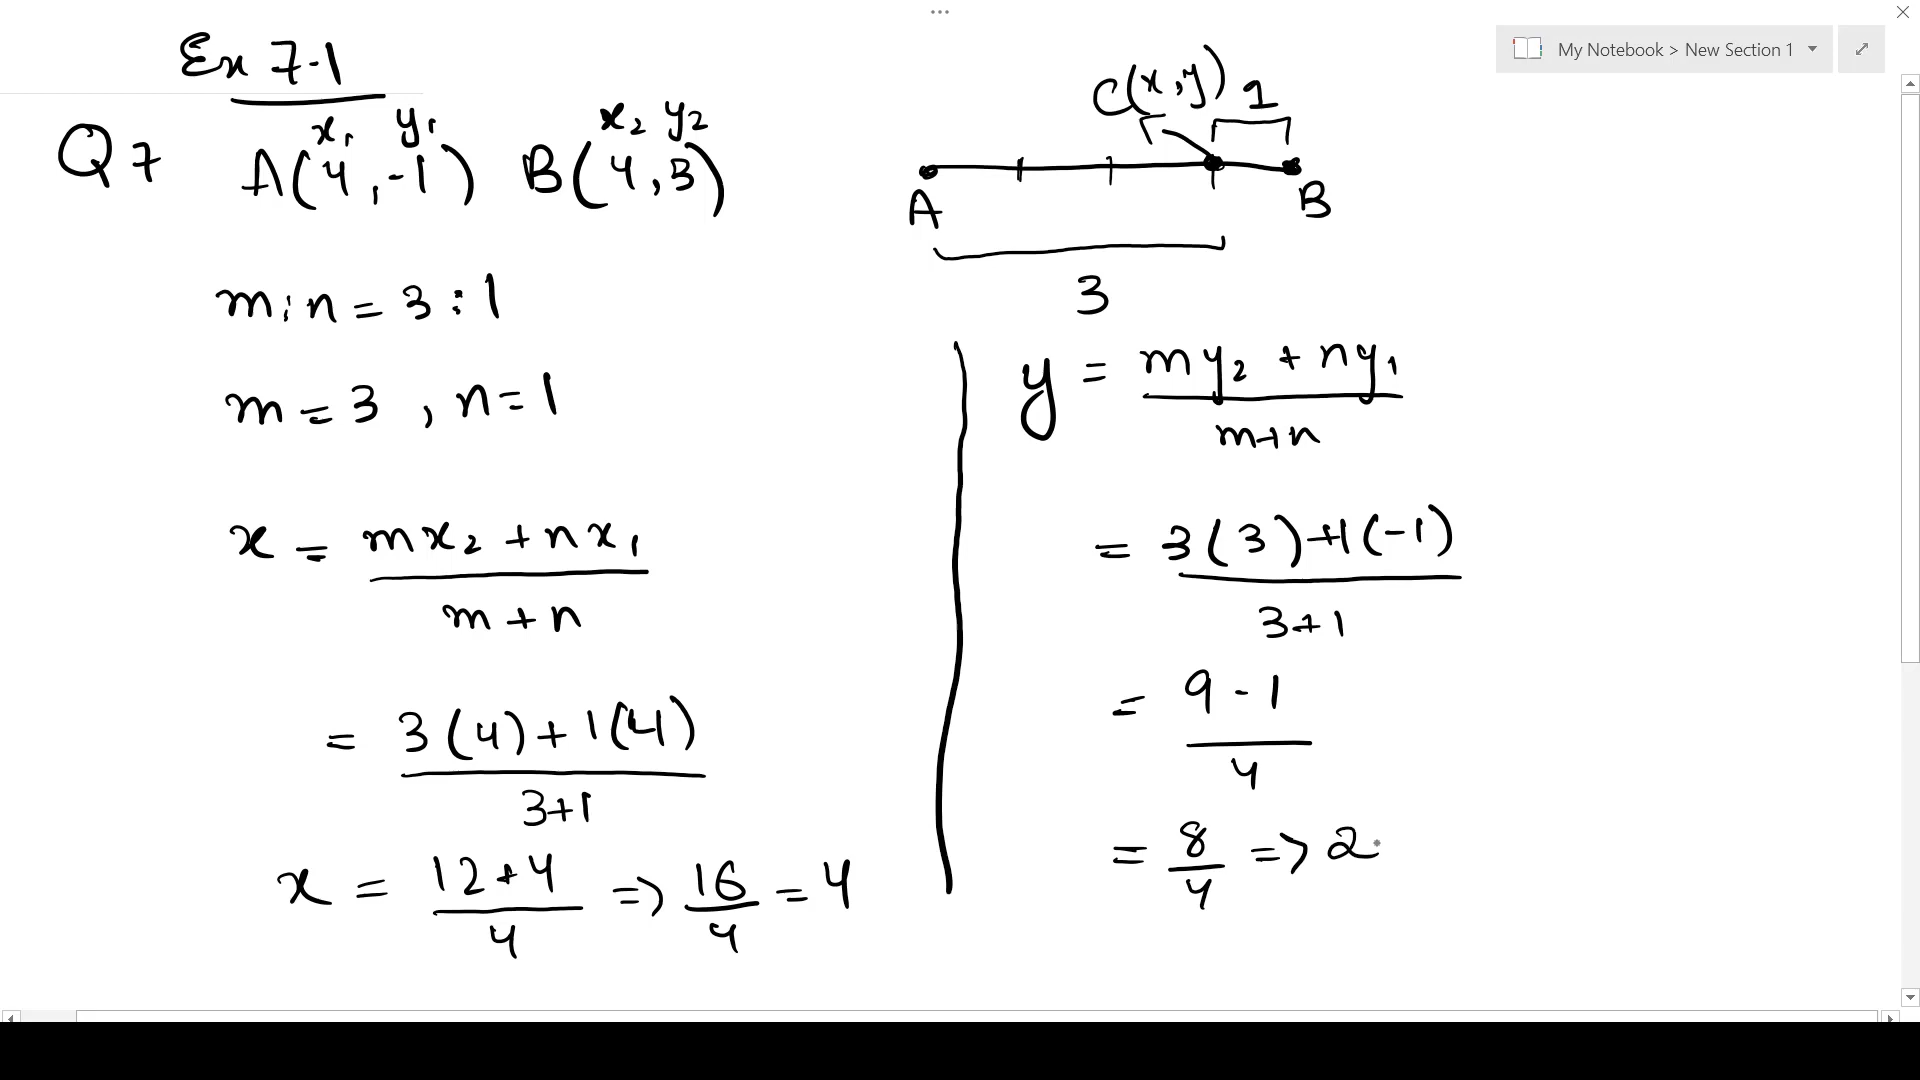 My Notebook > New Section 1
Ex 7.1
Q 7
x₁ y₁
A(4, -1)
x₂ y₂
B(4, 3)
C(x, y)
1
A
B
3
m:n = 3:1
m = 3 , n = 1
x = mx₂ + nx₁
m + n
= 3(4) + 1(4)
3+1
x = 12+4 => 16 = 4
4 4
y = my₂ + ny₁
m+n
= 3(3)+1(-1)
3+1
= 9 - 1
4
= 8 => 2
4